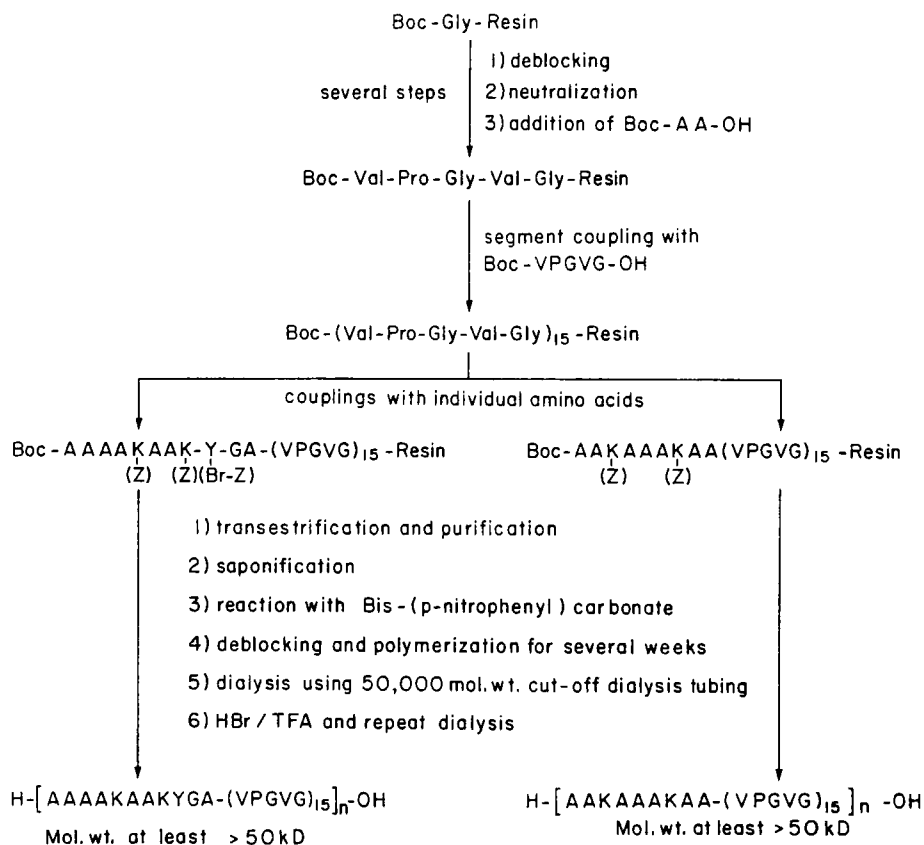 Boc-Gly-Resin
several steps
1) deblocking
2) neutralization
3) addition of Boc-AA-OH
Boc-Val-Pro-Gly-Val-Gly-Resin
segment coupling with
Boc-VPGVG-OH
Boc-(Val-Pro-Gly-Val-Gly)15-Resin
couplings with individual amino acids
Boc-AAAAKAAK-Y-GA-(VPGVG)15-Resin
(Z) (Z)(Br-Z)
Boc-AAKAAAKAA(VPGVG)15-Resin
(Z) (Z)
1) transestrification and purification
2) saponification
3) reaction with Bis-(p-nitrophenyl) carbonate
4) deblocking and polymerization for several weeks
5) dialysis using 50,000 mol.wt. cut-off dialysis tubing
6) HBr/TFA and repeat dialysis
H-[AAAAKAAKYGA-(VPGVG)15]n-OH
Mol.wt. at least > 50kD
H-[AAKAAAKAA-(VPGVG)15]n-OH
Mol.wt. at least >50kD